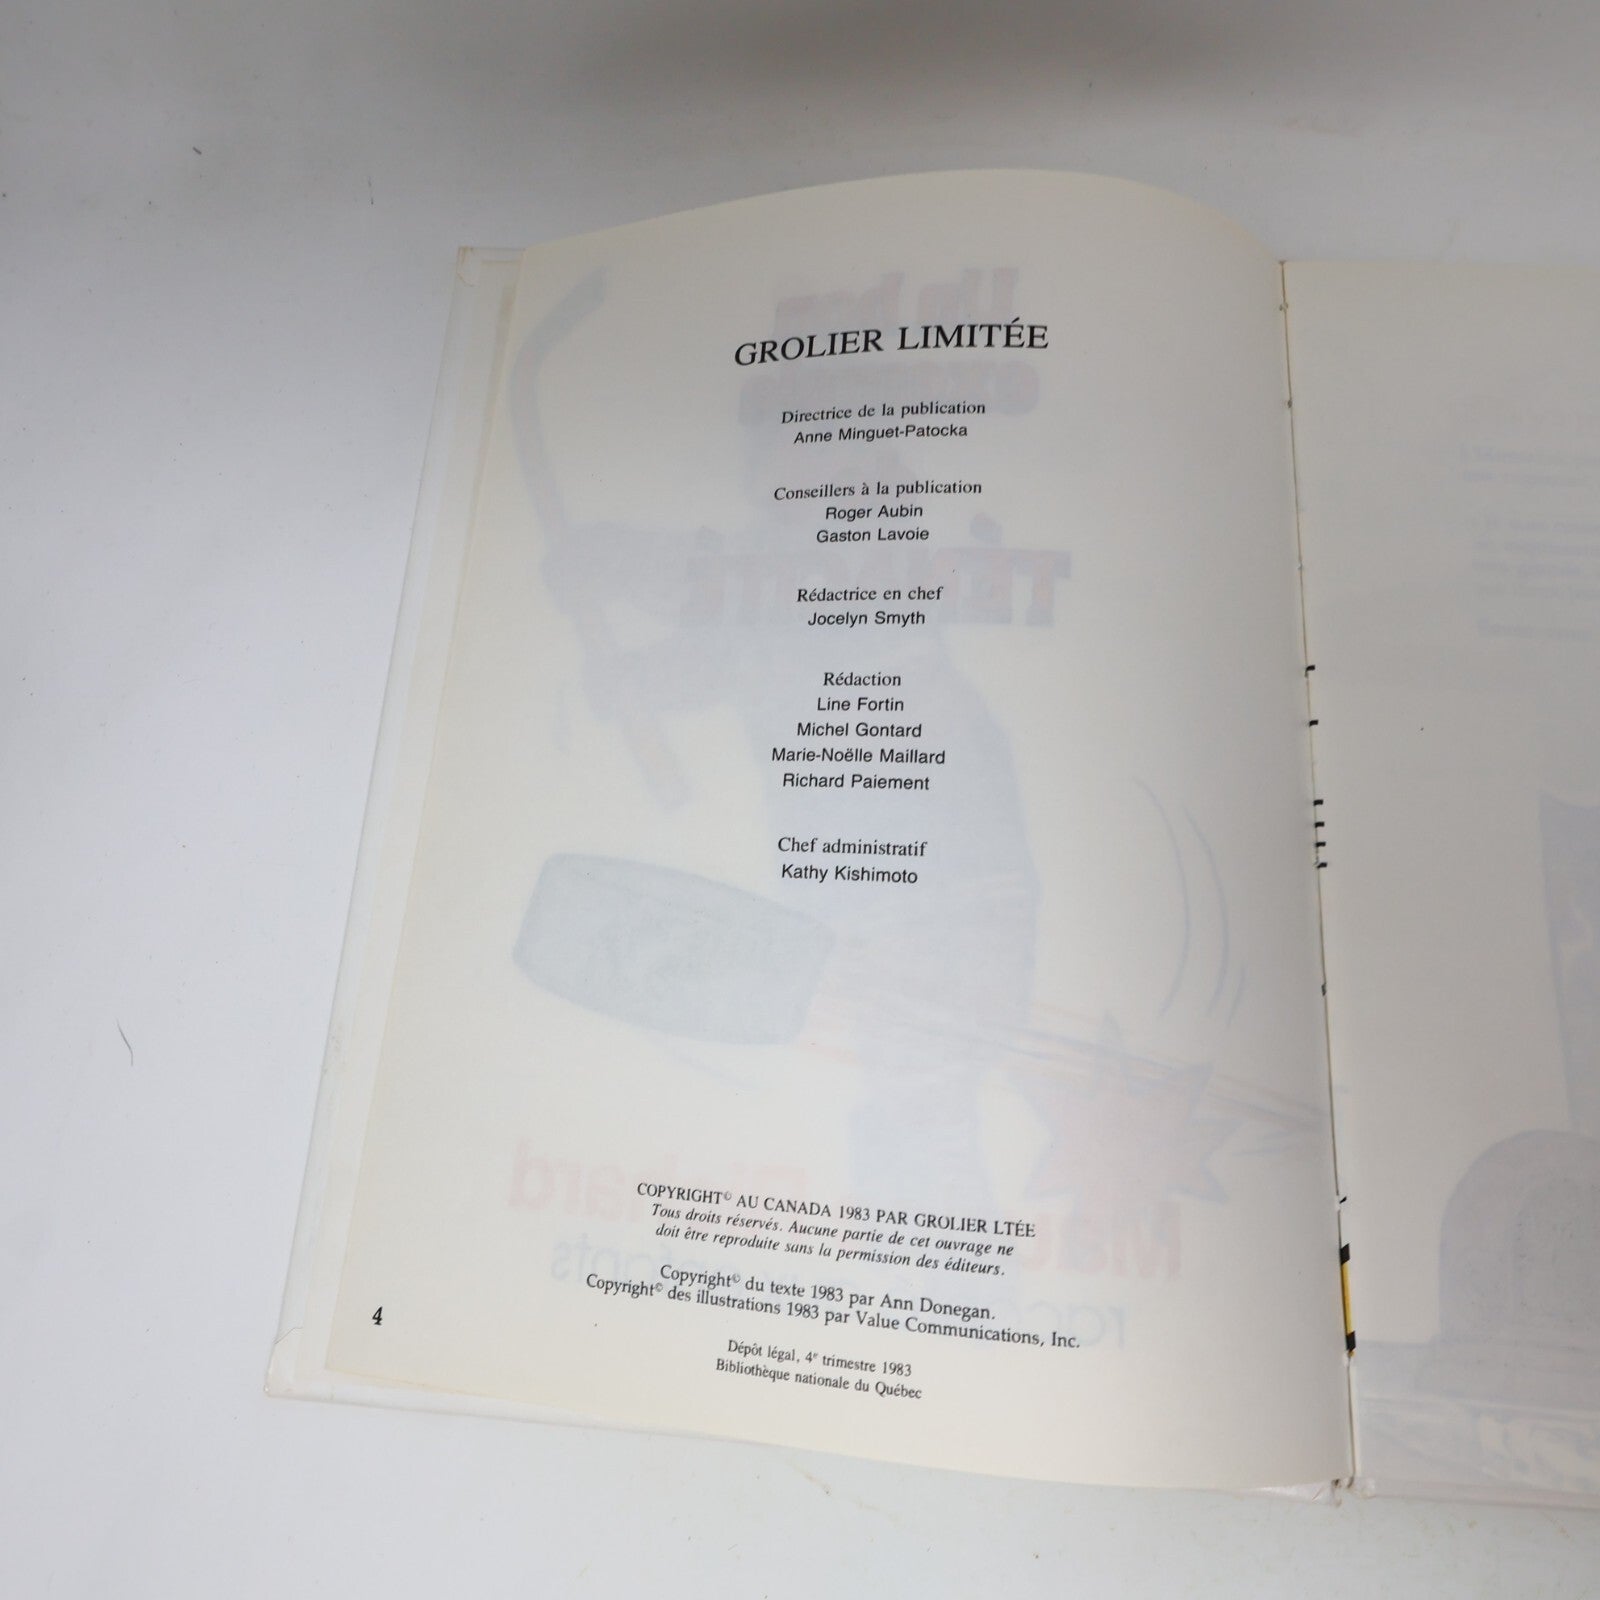 GROLIER LIMITÉE
Directrice de la publication
Anne Minguet-Patocka
Conseillers à la publication
Roger Aubin
Gaston Lavoie
Rédactrice en chef
Jocelyn Smyth
Rédaction
Line Fortin
Michel Gontard
Marie-Noëlle Maillard
Richard Paiement
Chef administratif
Kathy Kishimoto
COPYRIGHT© AU CANADA 1983 PAR GROLIER LTÉE
Tous droits réservés. Aucune partie de cet ouvrage ne
doit être reproduite sans la permission des éditeurs.
Copyright© du texte 1983 par Ann Donegan.
Copyright© des illustrations 1983 par Value Communications, Inc.
Dépôt légal, 4e trimestre 1983
Bibliothèque nationale du Québec
4